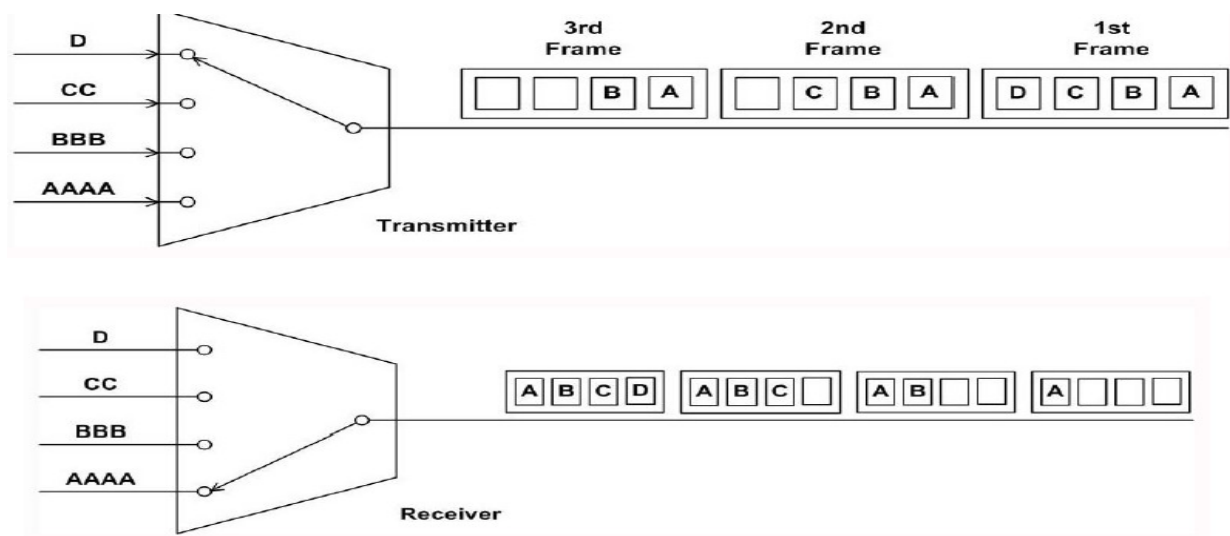 3rd 2nd 1st
Frame Frame Frame
D
CC
BBB
AAAA
B A C B A D C B A
Transmitter
D
CC
BBB
AAAA
A B C D A B C A B A
Receiver